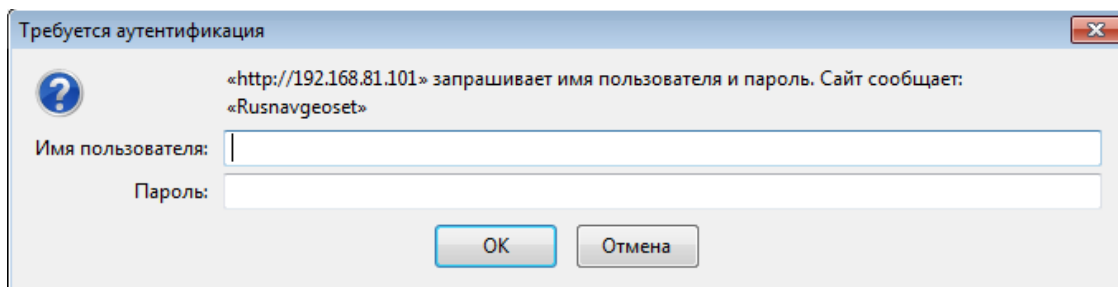 Требуется аутентификация
«http://192.168.81.101» запрашивает имя пользователя и пароль. Сайт сообщает:
«Rusnavgeoset»
Имя пользователя:
Пароль:
OK Отмена